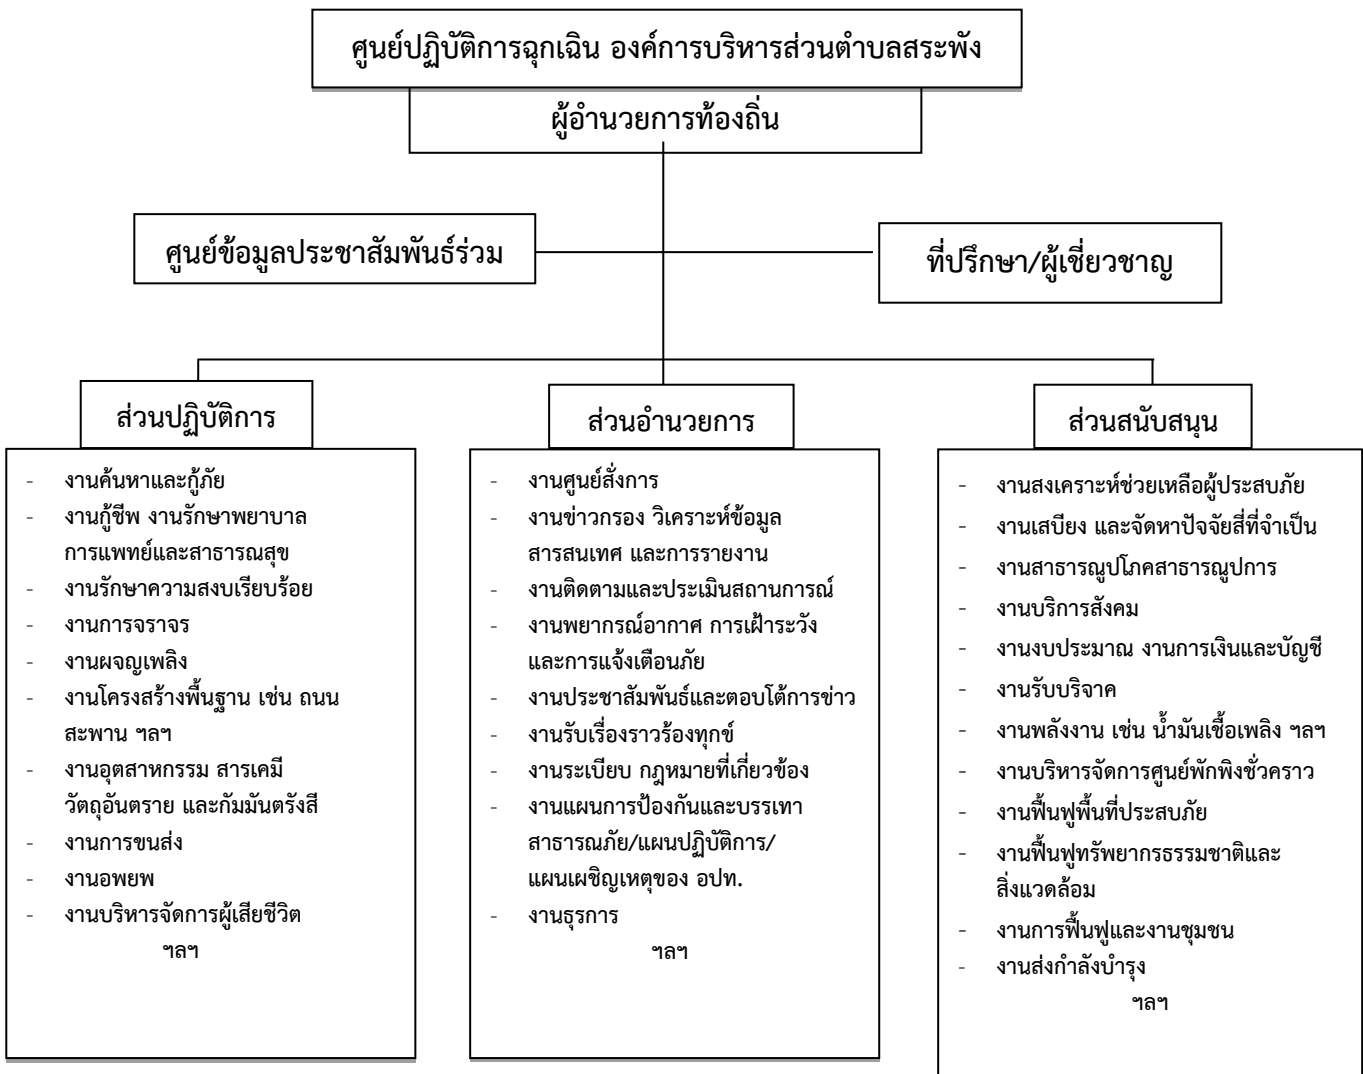 ศูนย์ปฏิบัติการฉุกเฉิน องค์การบริหารส่วนตำบลสระพัง
ผู้อำนวยการท้องถิ่น
ศูนย์ข้อมูลประชาสัมพันธ์ร่วม
ที่ปรึกษา/ผู้เชี่ยวชาญ
ส่วนปฏิบัติการ
- งานค้นหาและกู้ภัย
- งานกู้ชีพ งานรักษาพยาบาล
การแพทย์และสาธารณสุข
- งานรักษาความสงบเรียบร้อย
- งานการจราจร
- งานผจญเพลิง
- งานโครงสร้างพื้นฐาน เช่น ถนน
สะพาน ฯลฯ
- งานอุตสาหกรรม สารเคมี
วัตถุอันตราย และกัมมันตรังสี
- งานการขนส่ง
- งานอพยพ
- งานบริหารจัดการผู้เสียชีวิต
ฯลฯ
ส่วนอำนวยการ
- งานศูนย์สั่งการ
- งานข่าวกรอง วิเคราะห์ข้อมูล
สารสนเทศ และการรายงาน
- งานติดตามและประเมินสถานการณ์
- งานพยากรณ์อากาศ การเฝ้าระวัง
และการแจ้งเตือนภัย
- งานประชาสัมพันธ์และตอบโต้การข่าว
- งานรับเรื่องราวร้องทุกข์
- งานระเบียบ กฎหมายที่เกี่ยวข้อง
- งานแผนการป้องกันและบรรเทา
สาธารณภัย/แผนปฏิบัติการ/
แผนเผชิญเหตุของ อปท.
- งานธุรการ
ฯลฯ
ส่วนสนับสนุน
- งานสงเคราะห์ช่วยเหลือผู้ประสบภัย
- งานเสบียง และจัดหาปัจจัยสี่ที่จำเป็น
- งานสาธารณูปโภคสาธารณูปการ
- งานบริการสังคม
- งานงบประมาณ งานการเงินและบัญชี
- งานรับบริจาค
- งานพลังงาน เช่น น้ำมันเชื้อเพลิง ฯลฯ
- งานบริหารจัดการศูนย์พักพิงชั่วคราว
- งานฟื้นฟูพื้นที่ประสบภัย
- งานฟื้นฟูทรัพยากรธรรมชาติและ
สิ่งแวดล้อม
- งานการฟื้นฟูและงานชุมชน
- งานส่งกำลังบำรุง
ฯลฯ